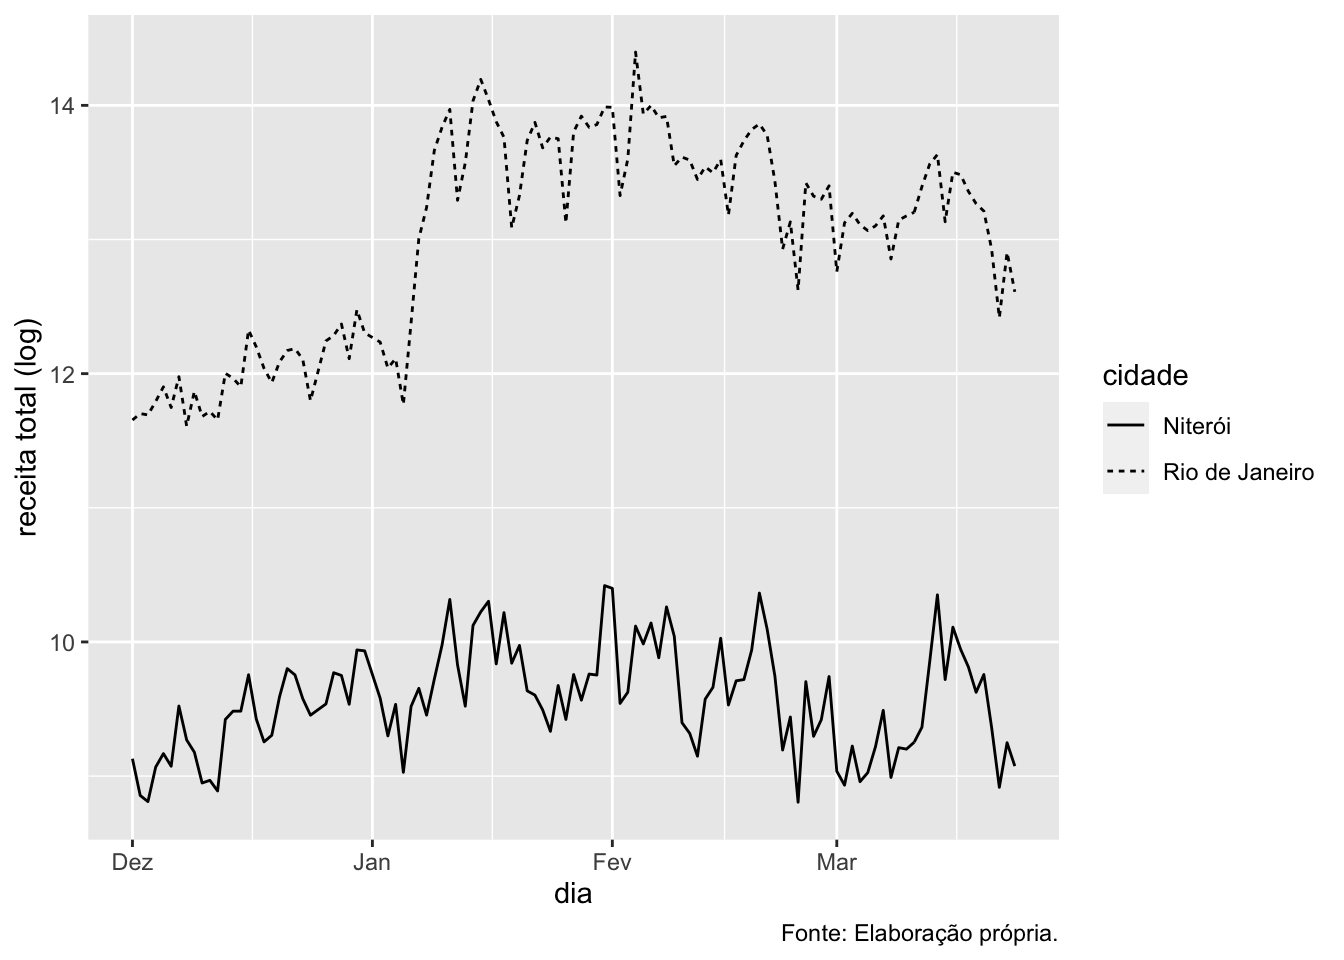 14
12
10
receita total (log)
Dez Jan Fev Mar
dia
cidade
Niterói
Rio de Janeiro
Fonte: Elaboração própria.